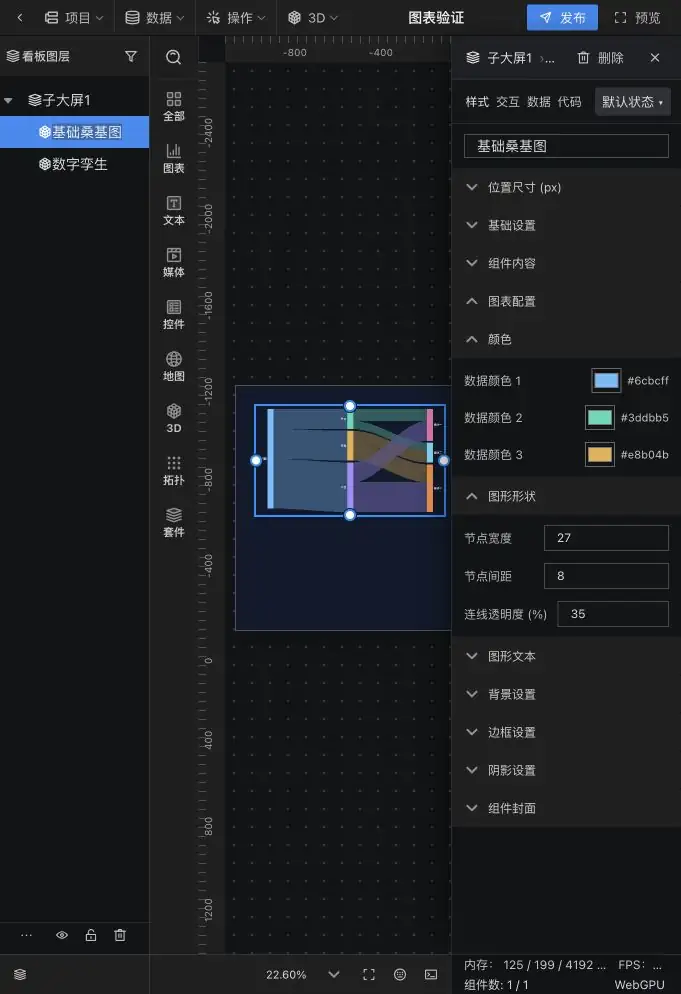 项目
数据
操作
3D
图表验证
发布
预览
看板图层
子大屏1
基础桑基图
数字孪生
全部
图表
文本
媒体
控件
地图
3D
拓扑
套件
-800
-400
-2400
-2000
-1600
-1200
-800
-400
0
400
800
1200
子大屏1 ›...
删除
样式 交互 数据 代码 默认状态
基础桑基图
位置尺寸 (px)
基础设置
组件内容
图表配置
颜色
数据颜色 1 #6cbcff
数据颜色 2 #3ddbb5
数据颜色 3 #e8b04b
图形形状
节点宽度 27
节点间距 8
连线透明度 (%) 35
图形文本
背景设置
边框设置
阴影设置
组件封面
22.60%
内存: 125 / 199 / 4192 ... FPS: ...
组件数: 1 / 1 WebGPU